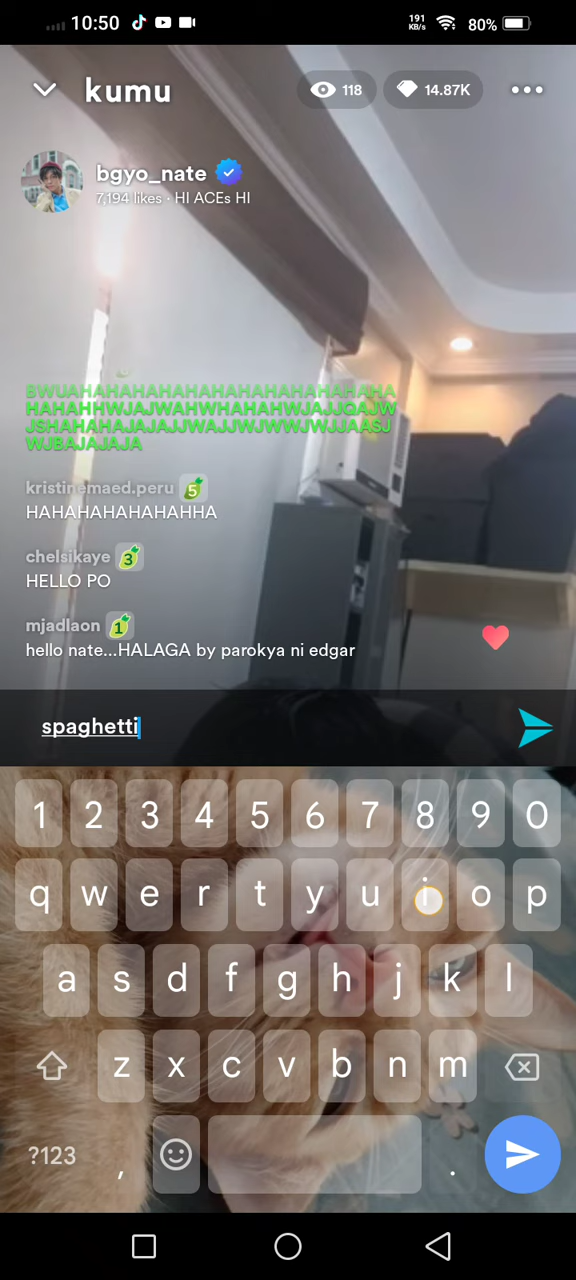 10:50
191
KB/s
80%
kumu
118
14.87K
bgyo_nate
7,194 likes · HI ACEs HI
BWUAHAHAHAHAHAHAHAHAHAHAHAHA
HAHAHHWJAJWAHWHAHAHWJAJJQAJW
JSHAHAHAJAJAJJWAJJWJWWJWJJAASJ
WJBAJAJAJA
kristinemaed.peru 5
HAHAHAHAHAHAHHA
chelsikaye 3
HELLO PO
mjadlaon 1
hello nate...HALAGA by parokya ni edgar
spaghetti
1 2 3 4 5 6 7 8 9 0
q w e r t y u i o p
a s d f g h j k l
z x c v b n m
?123 , .